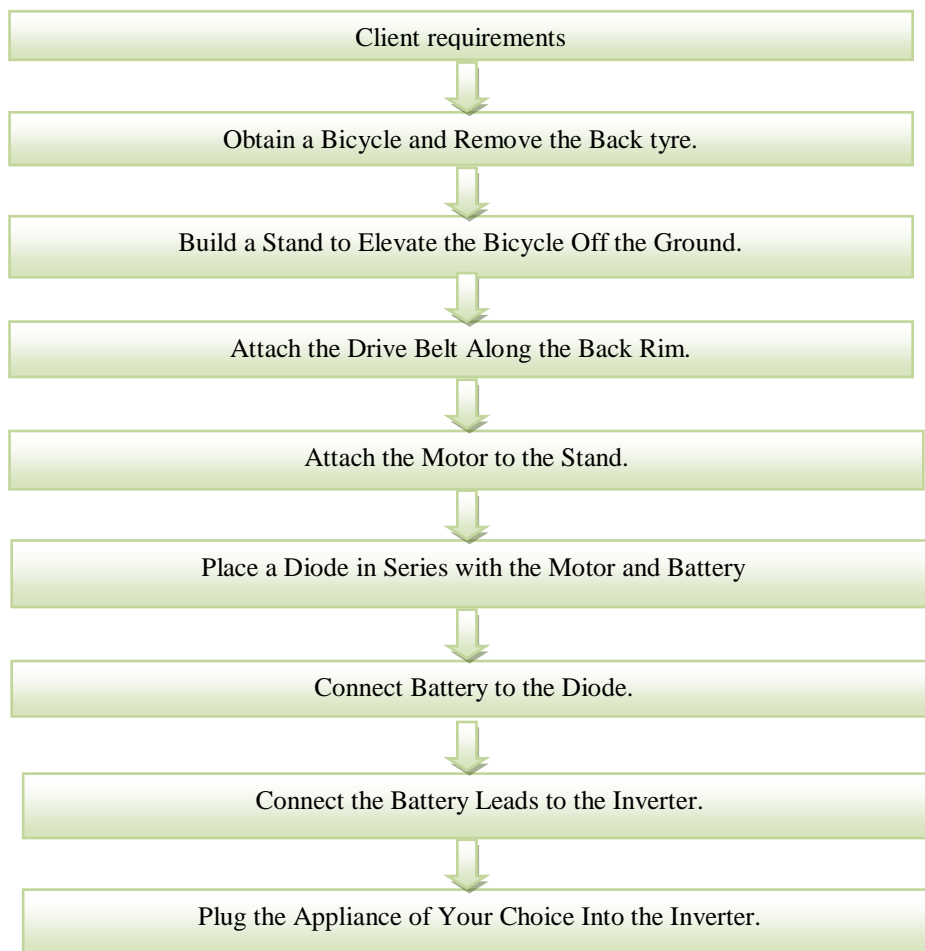 Client requirements
Obtain a Bicycle and Remove the Back tyre.
Build a Stand to Elevate the Bicycle Off the Ground.
Attach the Drive Belt Along the Back Rim.
Attach the Motor to the Stand.
Place a Diode in Series with the Motor and Battery
Connect Battery to the Diode.
Connect the Battery Leads to the Inverter.
Plug the Appliance of Your Choice Into the Inverter.